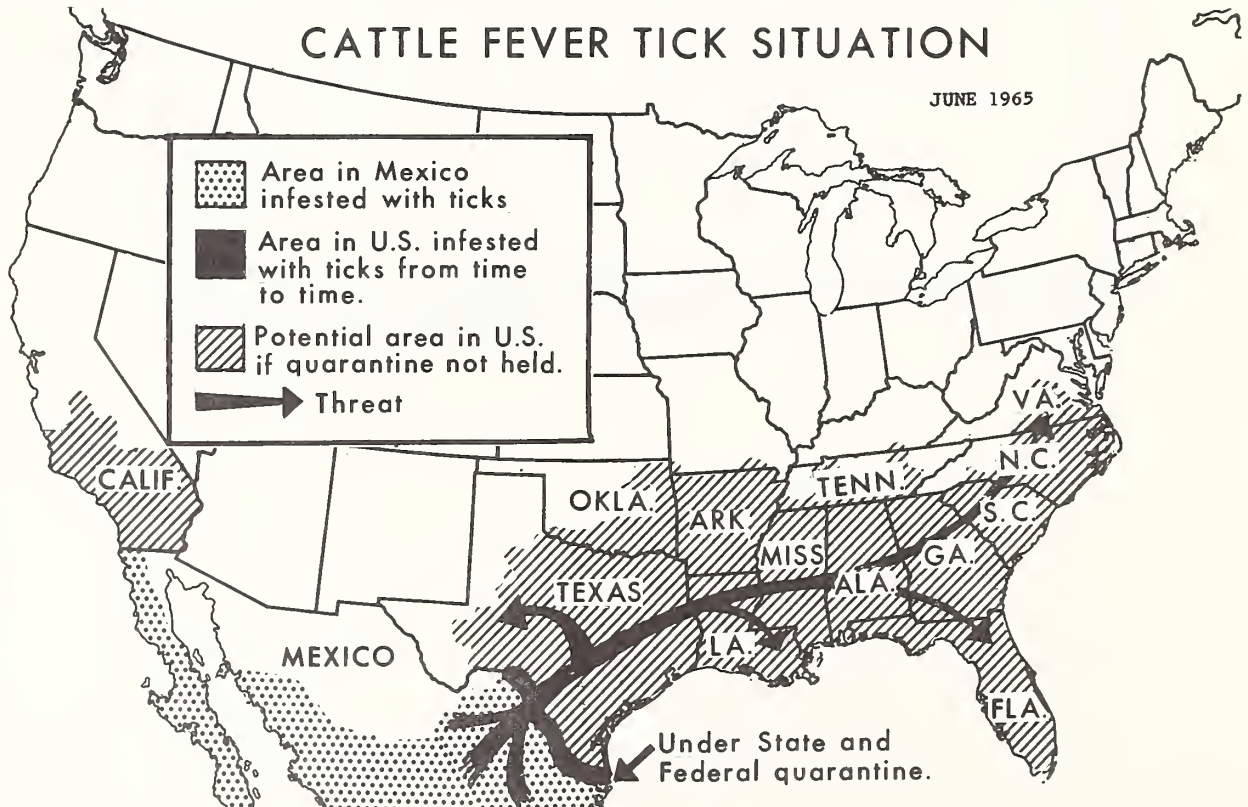 CATTLE FEVER TICK SITUATION
JUNE 1965
Area in Mexico
infested with ticks
Area in U.S. infested
with ticks from time
to time.
Potential area in U.S.
if quarantine not held.
Threat
VA.
CALIF.
OKLA.
ARK.
TENN.
N.C.
S.C.
MISS
ALA.
GA.
TEXAS
LA.
FLA.
MEXICO
Under State and
Federal quarantine.